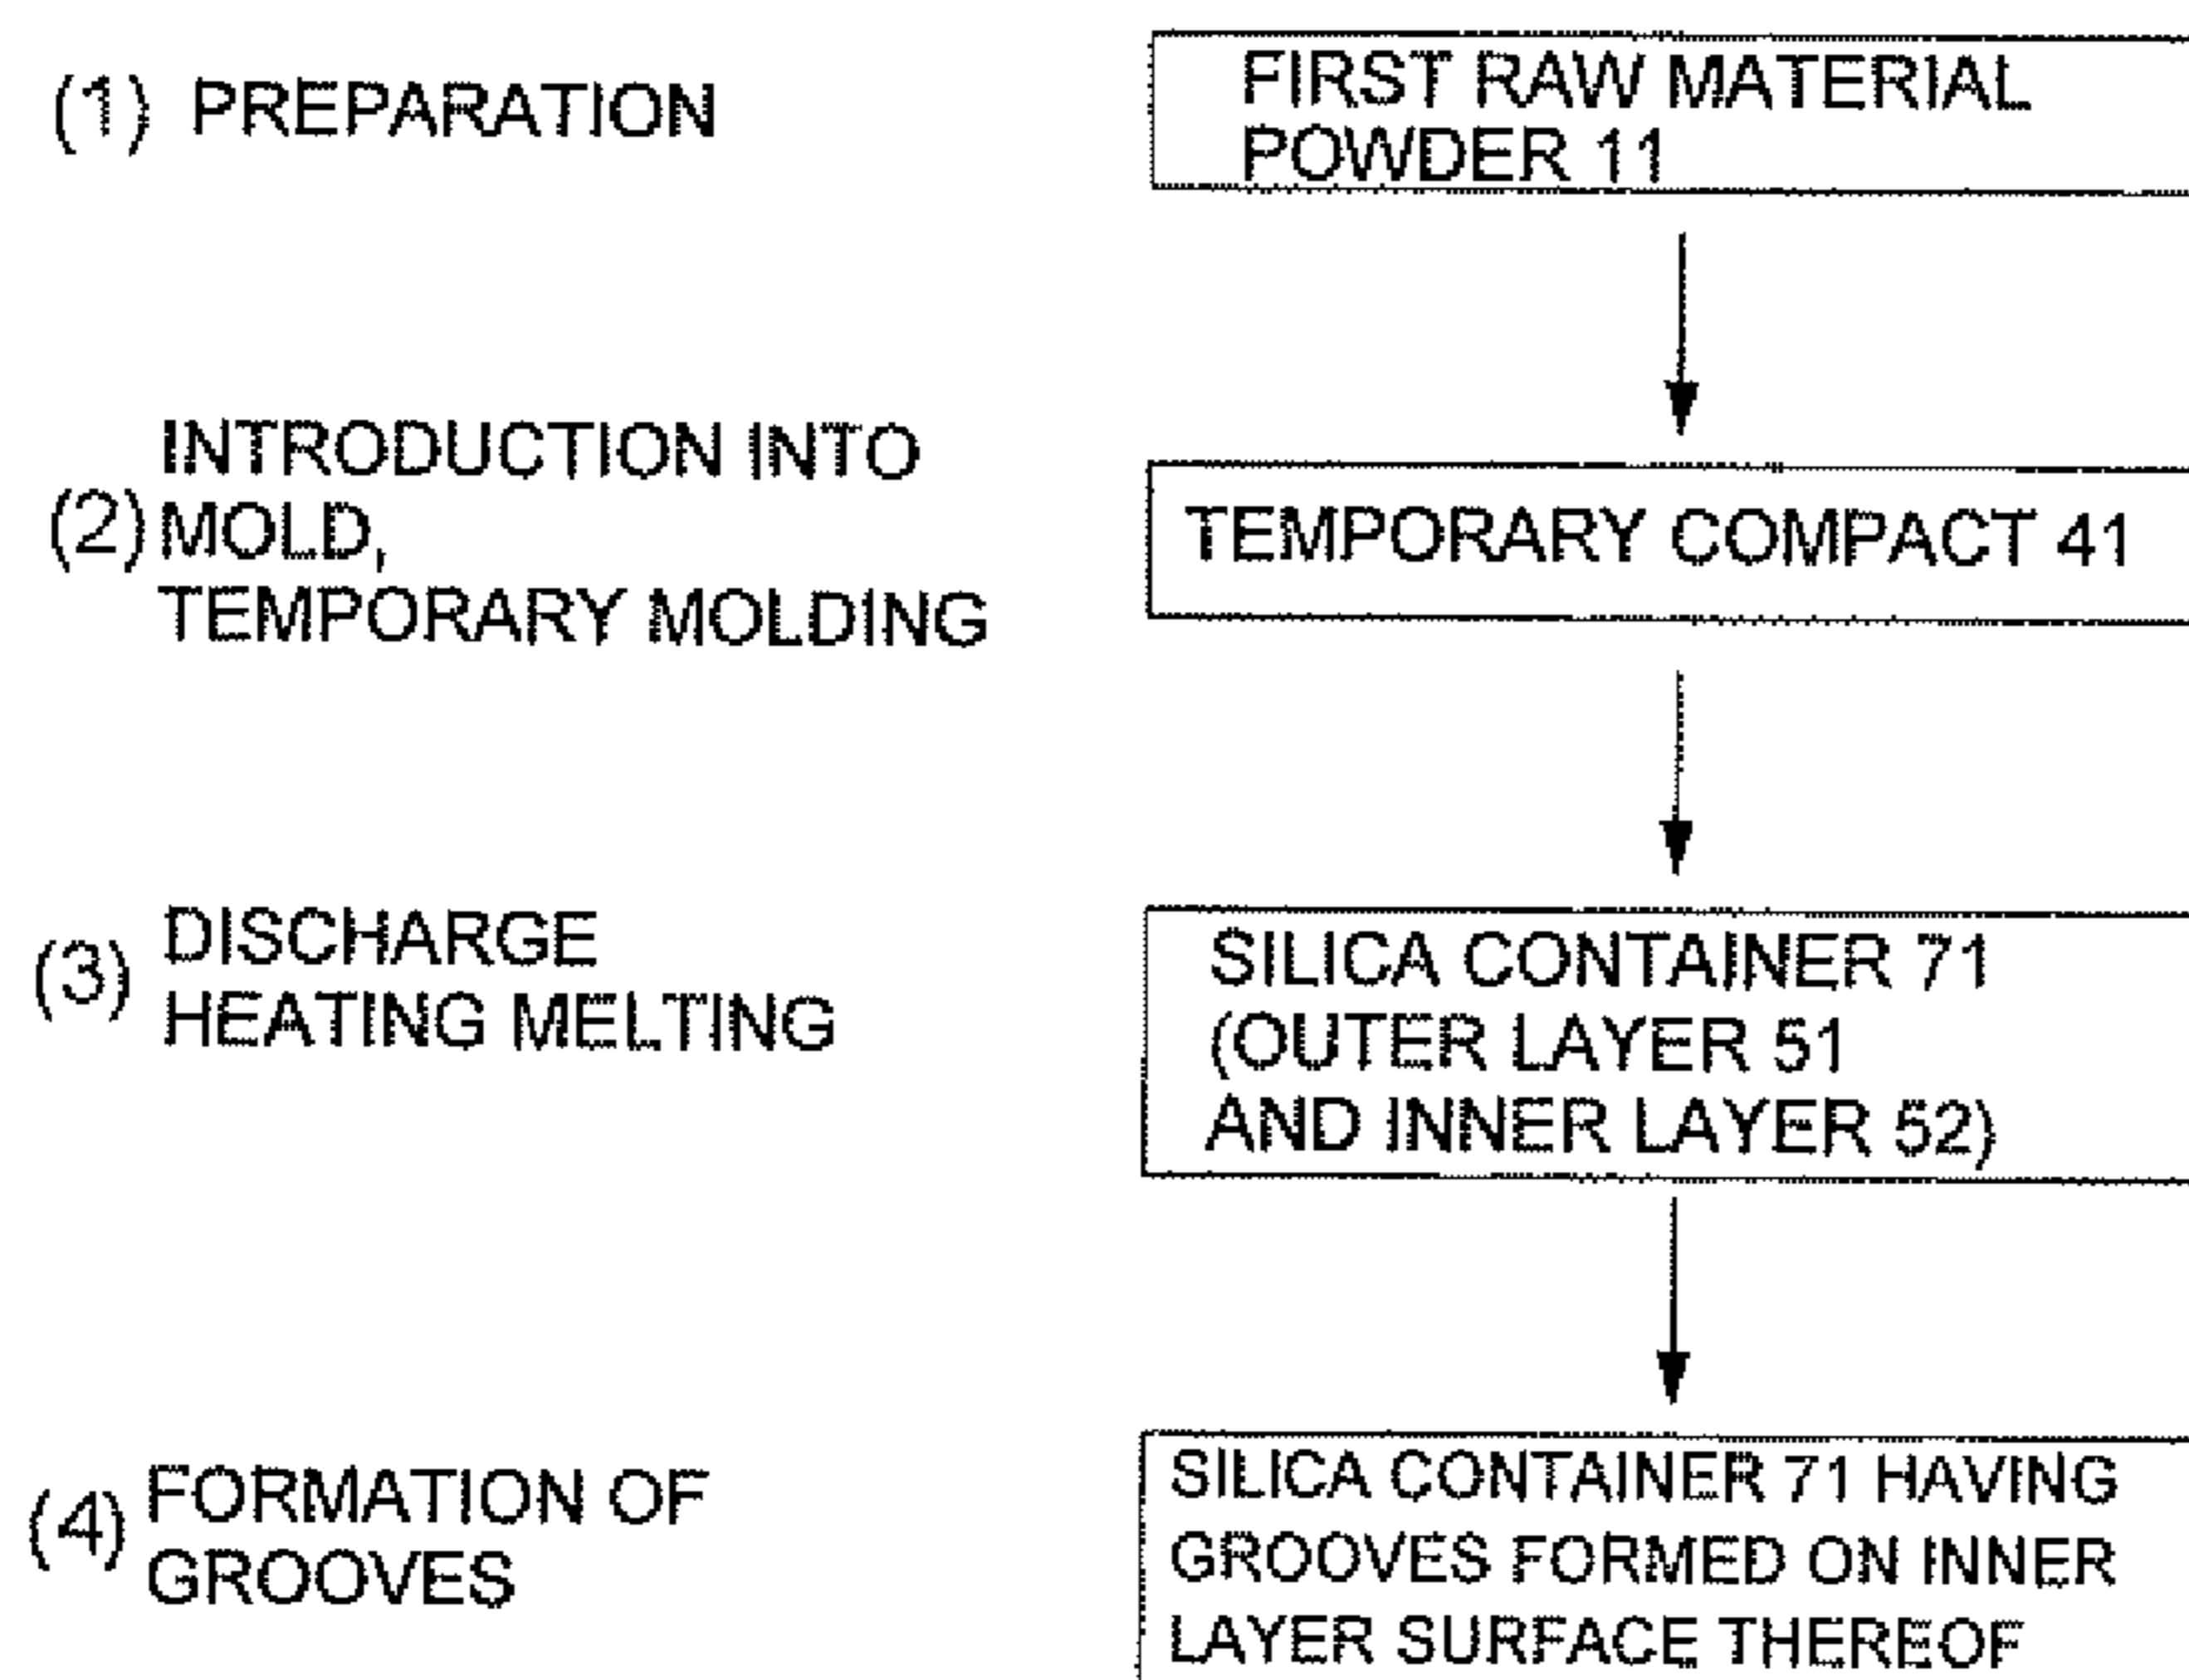 (1) PREPARATION
FIRST RAW MATERIAL
POWDER 11
INTRODUCTION INTO
(2) MOLD,
TEMPORARY MOLDING
TEMPORARY COMPACT 41
(3) DISCHARGE
HEATING MELTING
SILICA CONTAINER 71
(OUTER LAYER 51
AND INNER LAYER 52)
(4) FORMATION OF
GROOVES
SILICA CONTAINER 71 HAVING
GROOVES FORMED ON INNER
LAYER SURFACE THEREOF